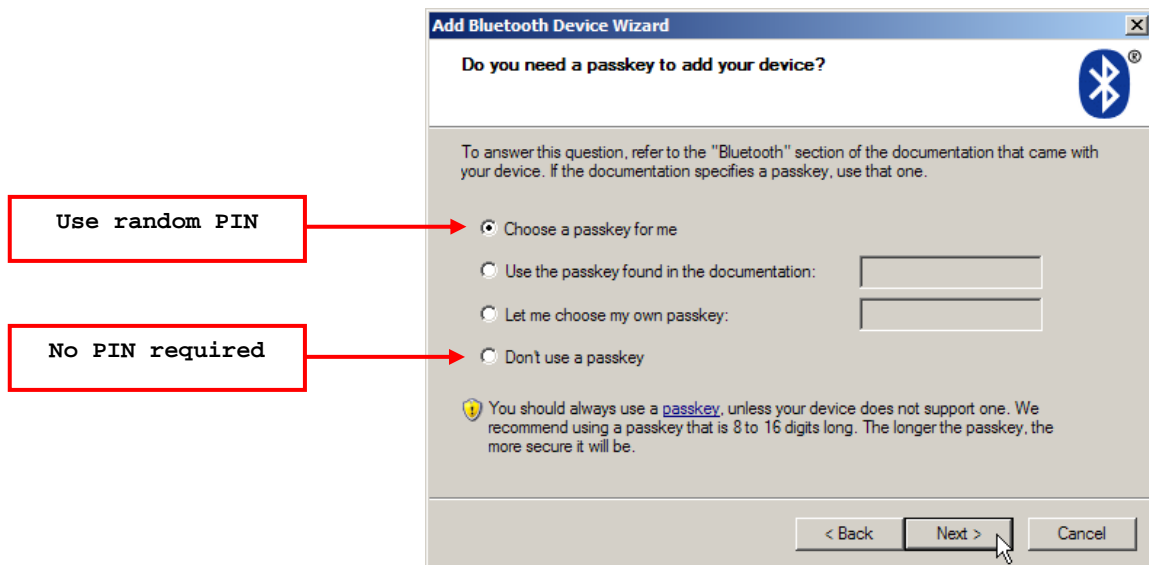 Add Bluetooth Device Wizard
Do you need a passkey to add your device?
®
To answer this question, refer to the "Bluetooth" section of the documentation that came with
your device. If the documentation specifies a passkey, use that one.
Use random PIN
Choose a passkey for me
Use the passkey found in the documentation:
Let me choose my own passkey:
No PIN required
Don't use a passkey
You should always use a passkey, unless your device does not support one. We
recommend using a passkey that is 8 to 16 digits long. The longer the passkey, the
more secure it will be.
< Back Next > Cancel